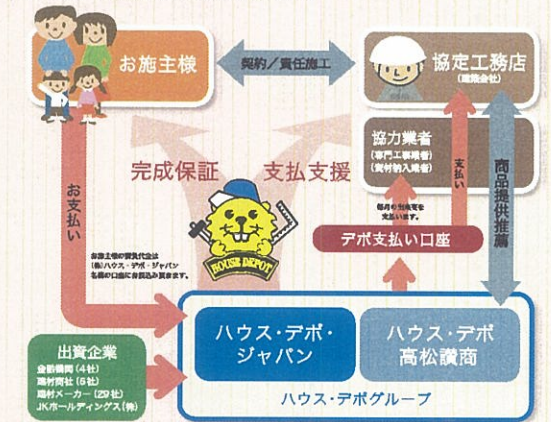 お施主様
契約／責任施工
協定工務店
(建築会社)
協力業者
(専門工事業者)
(資材納入業者)
完成保証
支払支援
お支払い
支払い
商品提供推薦
毎月の出来高を
支払います。
デポ支払い口座
お施主様の請負代金は
(株)ハウス・デポ・ジャパン
名義の口座にお振込み頂きます。
HOUSE DEPOT
出資企業
金融機関(4社)
建材商社(6社)
建材メーカー(29社)
JKホールディングス(株)
ハウス・デポ・
ジャパン
ハウス・デポ
高松讃商
ハウス・デポグループ